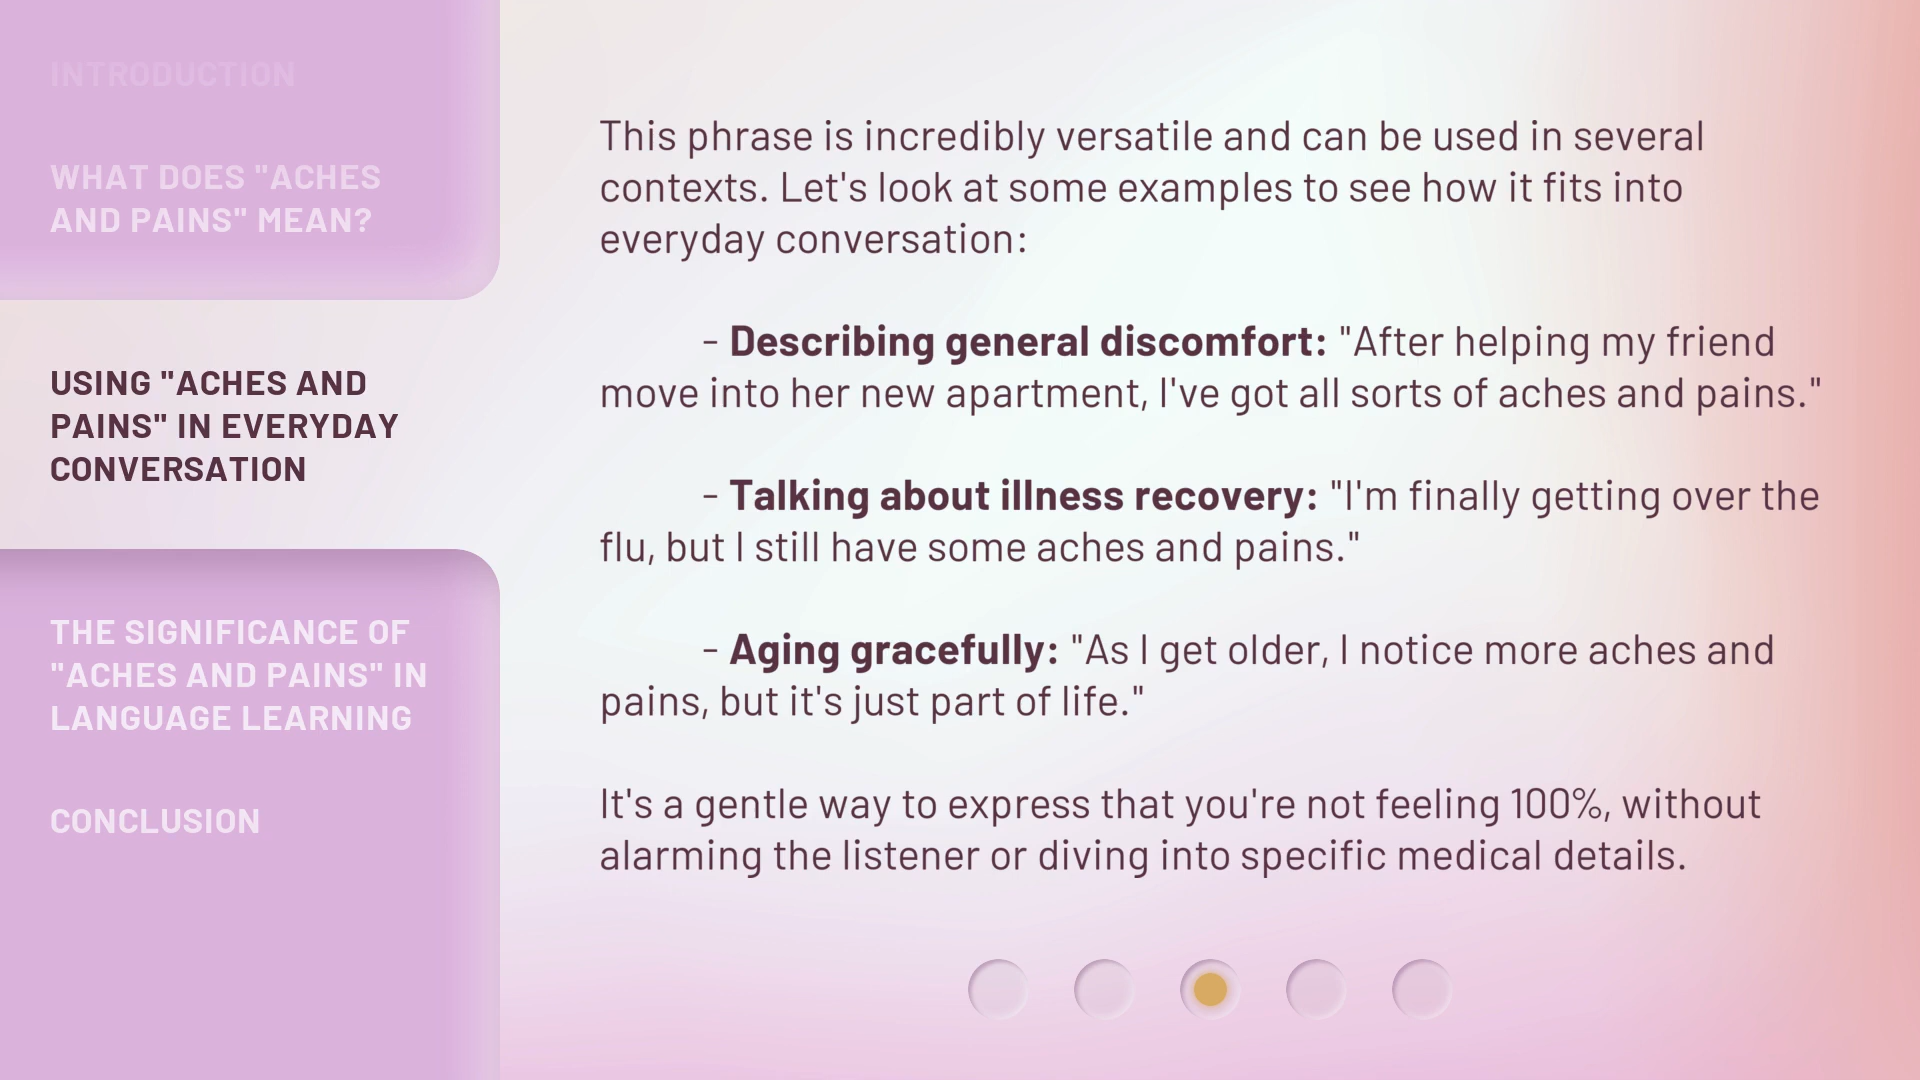 INTRODUCTION
WHAT DOES "ACHES
AND PAINS" MEAN?
USING "ACHES AND
PAINS" IN EVERYDAY
CONVERSATION
THE SIGNIFICANCE OF
"ACHES AND PAINS" IN
LANGUAGE LEARNING
CONCLUSION
This phrase is incredibly versatile and can be used in several
contexts. Let's look at some examples to see how it fits into
everyday conversation:
- Describing general discomfort: "After helping my friend
move into her new apartment, I've got all sorts of aches and pains."
- Talking about illness recovery: "I'm finally getting over the
flu, but I still have some aches and pains."
- Aging gracefully: "As I get older, I notice more aches and
pains, but it's just part of life."
It's a gentle way to express that you're not feeling 100%, without
alarming the listener or diving into specific medical details.